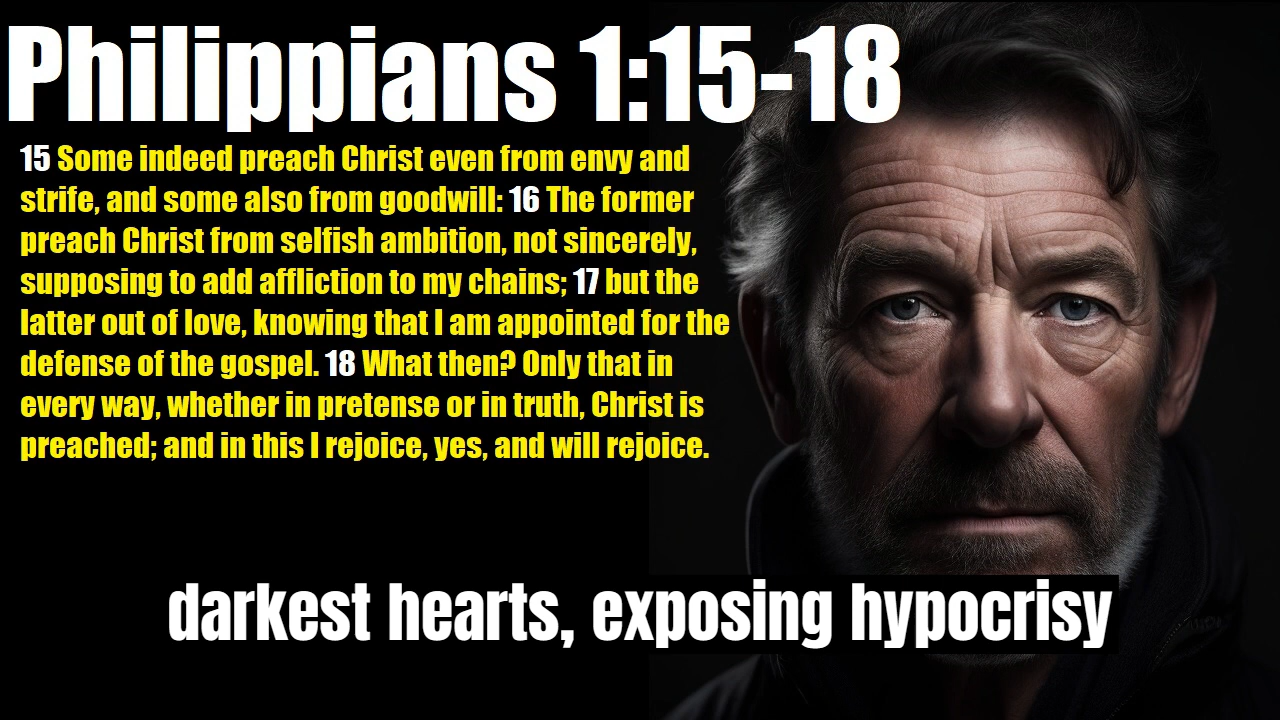 Philippians 1:15-18
15 Some indeed preach Christ even from envy and
strife, and some also from goodwill: 16 The former
preach Christ from selfish ambition, not sincerely,
supposing to add affliction to my chains; 17 but the
latter out of love, knowing that I am appointed for the
defense of the gospel. 18 What then? Only that in
every way, whether in pretense or in truth, Christ is
preached; and in this I rejoice, yes, and will rejoice.
darkest hearts, exposing hypocrisy